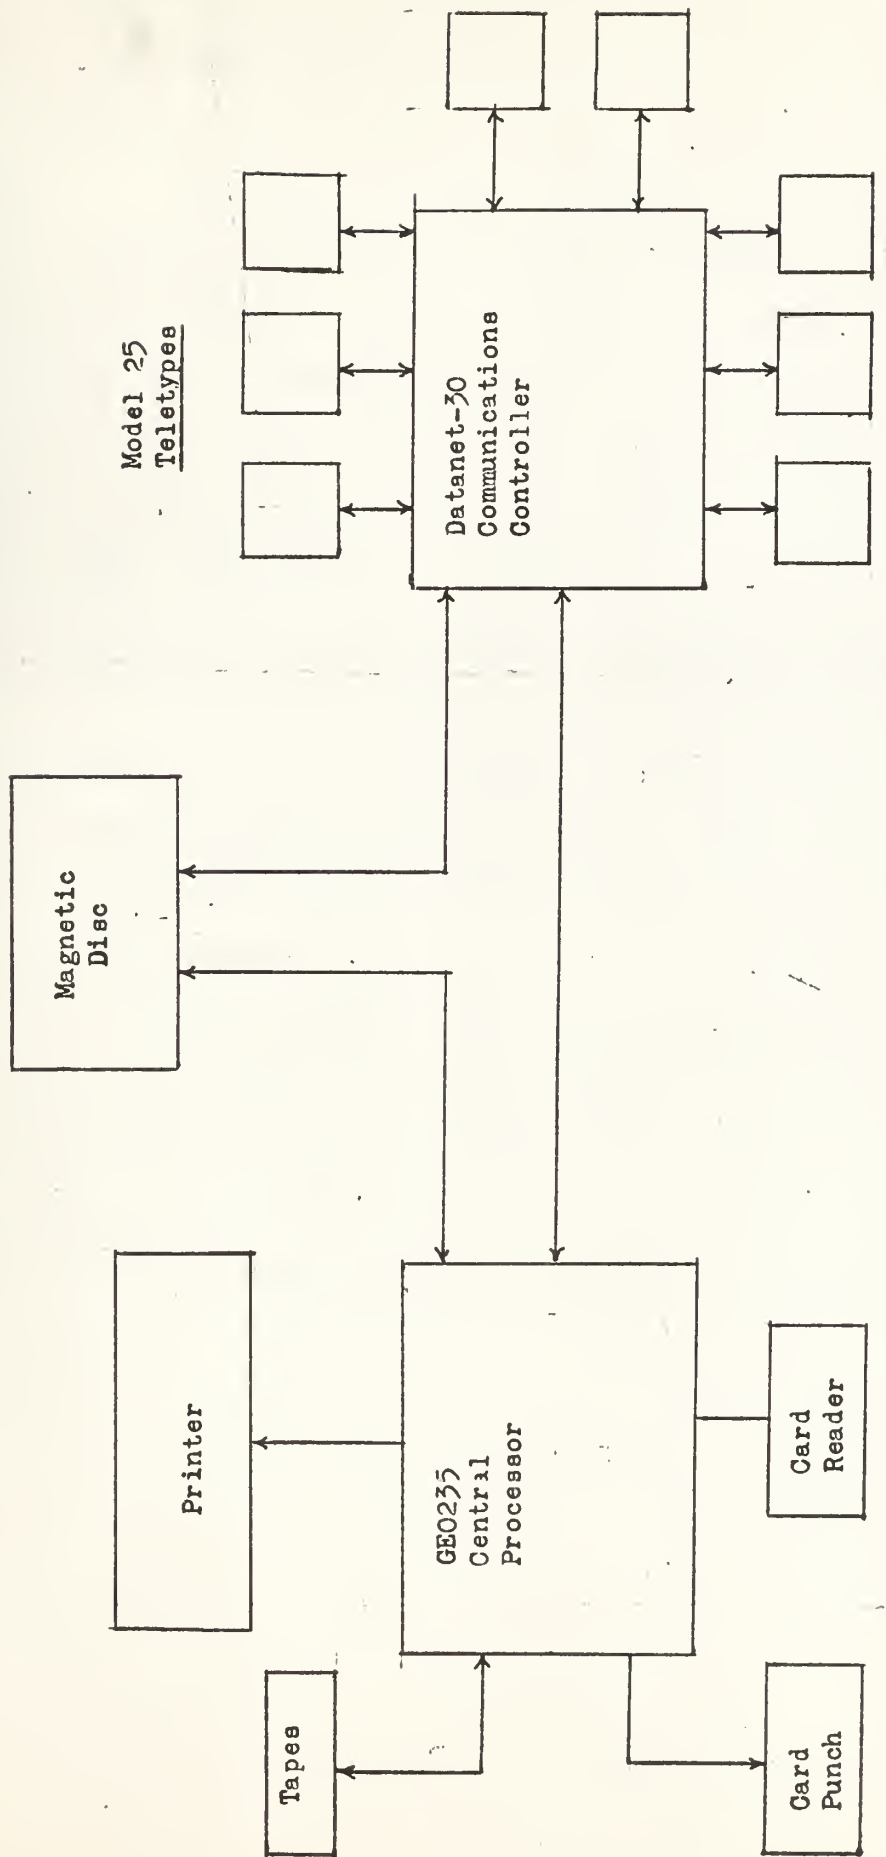 Model 25
Teletypes
Magnetic
Disc
Datanet-30
Communications
Controller
Printer
Tapes
GE0235
Central
Processor
Card
Punch
Card
Reader